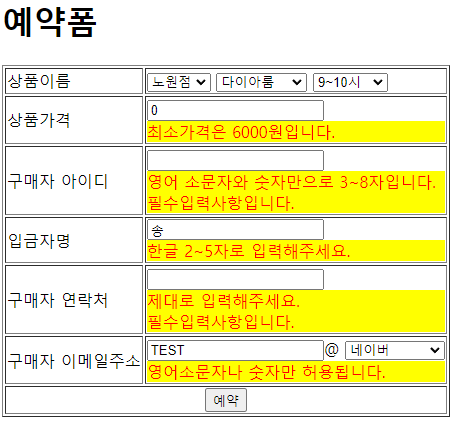 예약폼
상품이름 노원점 다이아룸 9~10시
상품가격 0
최소가격은 6000원입니다.
구매자 아이디
영어 소문자와 숫자만으로 3~8자입니다.
필수입력사항입니다.
입금자명 송
한글 2~5자로 입력해주세요.
구매자 연락처
제대로 입력해주세요.
필수입력사항입니다.
구매자 이메일주소 TEST @ 네이버
영어소문자나 숫자만 허용됩니다.
예약